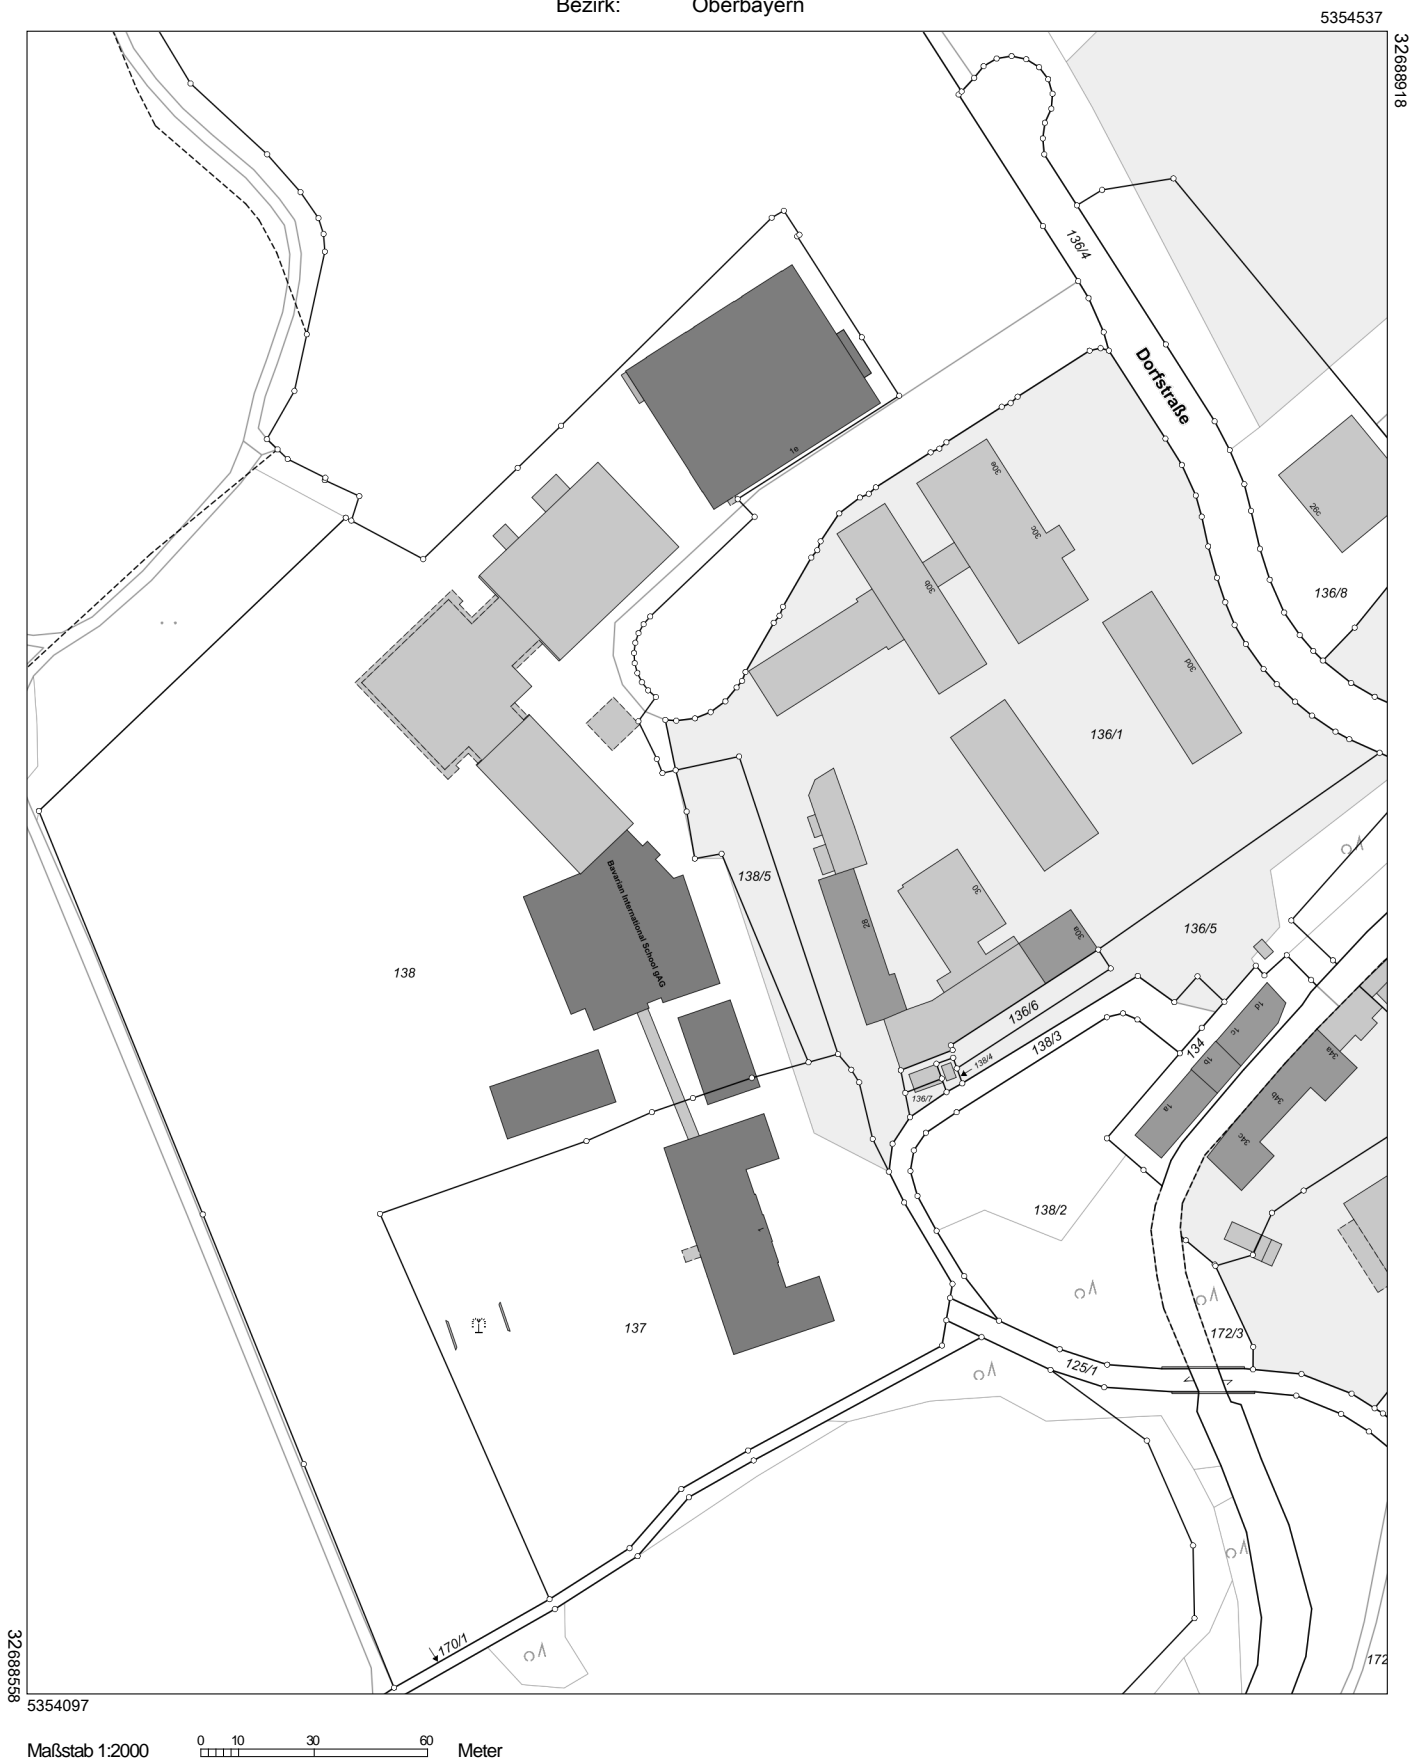 Bezirk: Oberbayern
5354537
32688918
136/4
Dorfstraße
1e
30e
30c
26c
30b
136/8
30d
136/1
138/5
Bavarian International School gAG
28
30
30a
136/5
138
136/6
138/3
138/4
136/7
134
1d
1c
1b
1a
34a
34b
34c
138/2
1
137
172/3
125/1
170/1
172
32688558
5354097
Maßstab 1:2000 0 10 30 60 Meter